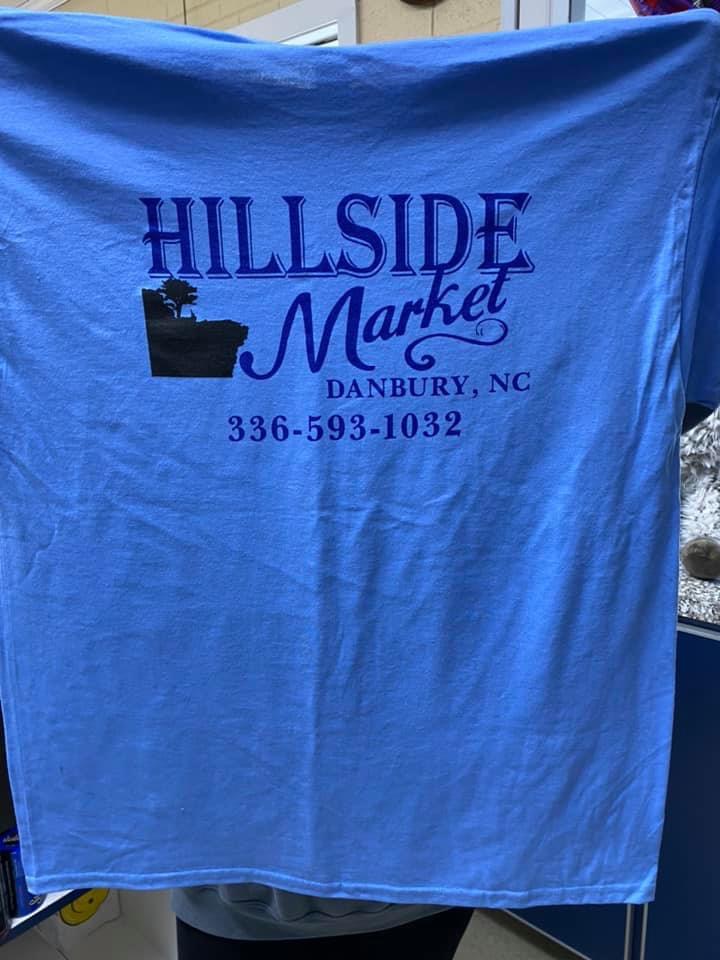 HILLSIDE
Market
DANBURY, NC
336-593-1032